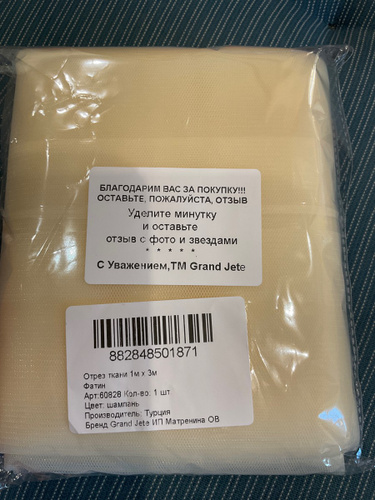 БЛАГОДАРИМ ВАС ЗА ПОКУПКУ!!!
ОСТАВЬТЕ, ПОЖАЛУЙСТА, ОТЗЫВ
Уделите минутку
и оставьте
отзыв с фото и звездами
* * * * *
С Уважением,ТМ Grand Jete
882848501871
Отрез ткани 1м х 3м
Фатин
Арт:60828 Кол-во: 1 шт
Цвет: шампань
Производитель: Турция
Бренд Grand Jete ИП Матренина ОВ